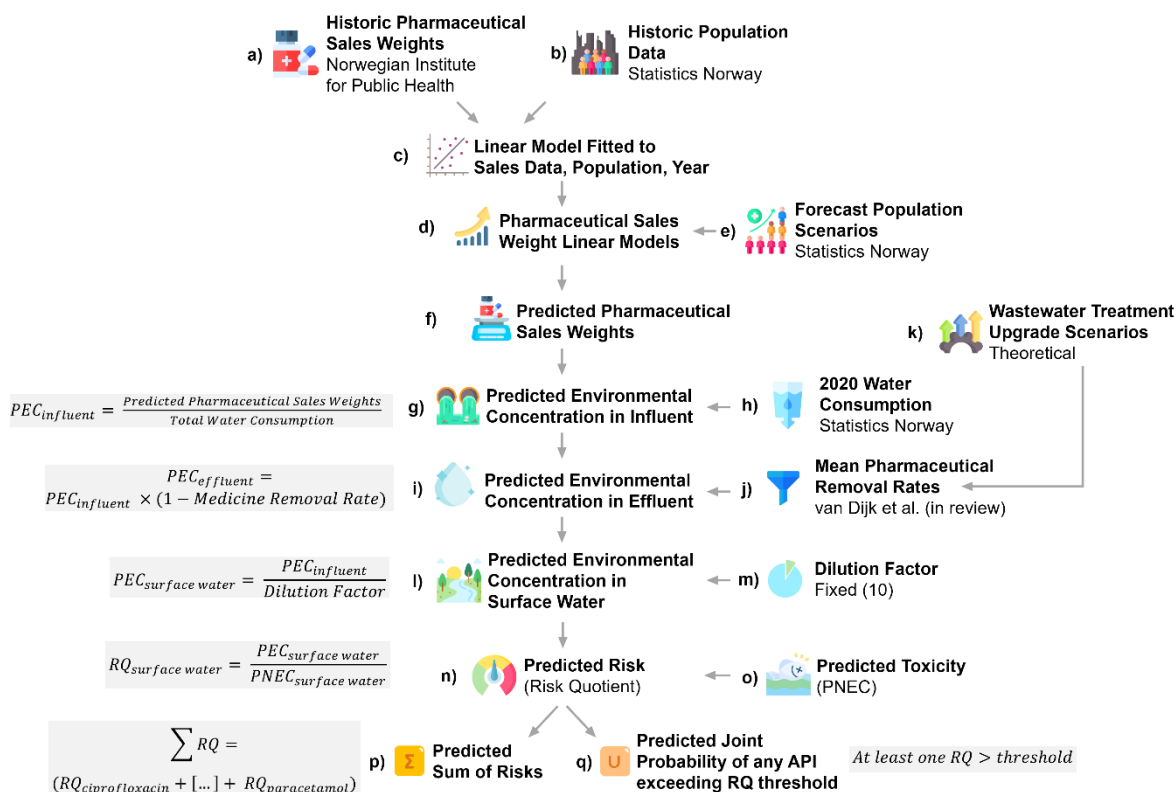 a)
Historic Pharmaceutical
Sales Weights
Norwegian Institute
for Public Health
b)
Historic Population
Data
Statistics Norway
c)
Linear Model Fitted to
Sales Data, Population, Year
d)
Pharmaceutical Sales
Weight Linear Models
e)
Forecast Population
Scenarios
Statistics Norway
f)
Predicted Pharmaceutical
Sales Weights
k)
Wastewater Treatment
Upgrade Scenarios
Theoretical
PEC_influent = Predicted Pharmaceutical Sales Weights / Total Water Consumption
g)
Predicted Environmental
Concentration in Influent
h)
2020 Water
Consumption
Statistics Norway
PEC_effluent =
PEC_influent × (1 − Medicine Removal Rate)
i)
Predicted Environmental
Concentration in Effluent
j)
Mean Pharmaceutical
Removal Rates
van Dijk et al. (in review)
PEC_surface water = PEC_influent / Dilution Factor
l)
Predicted Environmental
Concentration in
Surface Water
m)
Dilution Factor
Fixed (10)
RQ_surface water = PEC_surface water / PNEC_surface water
n)
Predicted Risk
(Risk Quotient)
o)
Predicted Toxicity
(PNEC)
∑ RQ =
(RQ_ciprofloxacin + [...] + RQ_paracetamol)
p)
Σ
Predicted
Sum of Risks
q)
U
Predicted Joint
Probability of any API
exceeding RQ threshold
At least one RQ > threshold